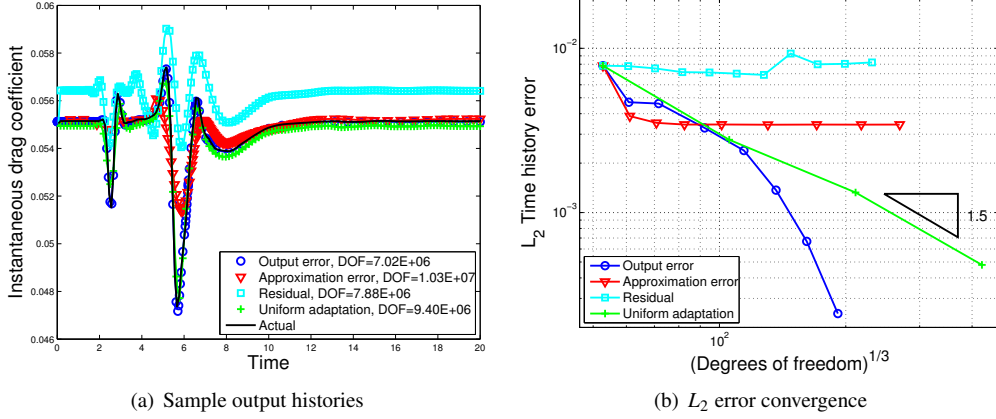 0.06
0.058
0.056
0.054
0.052
0.05
0.048
0.046
Instantaneous drag coefficient
Output error, DOF=7.02E+06
Approximation error, DOF=1.03E+07
Residual, DOF=7.88E+06
Uniform adaptation, DOF=9.40E+06
Actual
0 2 4 6 8 10 12 14 16 18 20
Time
(a) Sample output histories
10⁻²
10⁻³
L₂ Time history error
1.5
Output error
Approximation error
Residual
Uniform adaptation
10²
(Degrees of freedom)^1/3
(b) L₂ error convergence